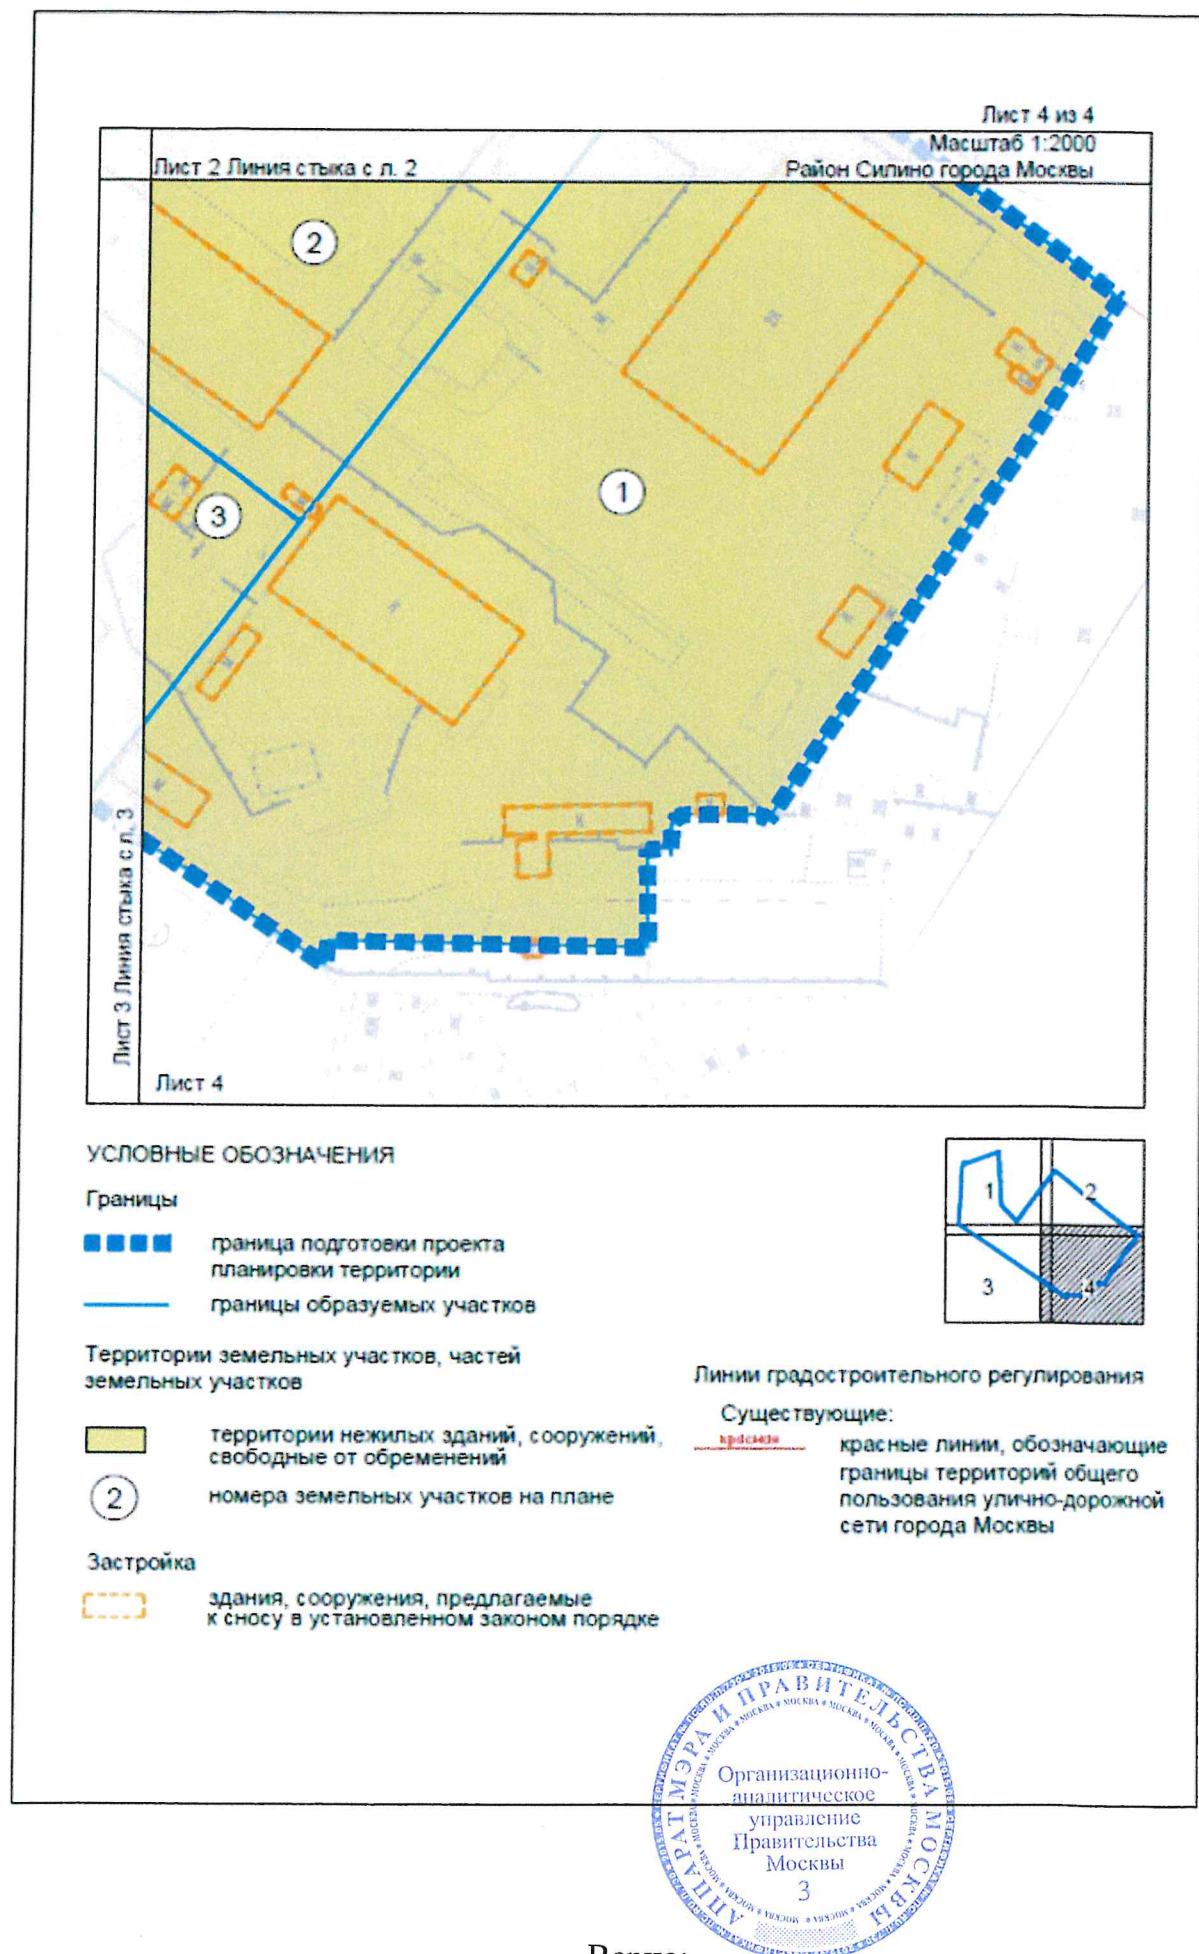 Лист 4 из 4
Масштаб 1:2000
Район Силино города Москвы
Лист 2 Линия стыка с л. 2
2
1
3
Лист 3 Линия стыка с л. 3
Лист 4
УСЛОВНЫЕ ОБОЗНАЧЕНИЯ
Границы
граница подготовки проекта
планировки территории
границы образуемых участков
1
2
3
4
Территории земельных участков, частей
земельных участков
территории нежилых зданий, сооружений,
свободные от обременений
2
номера земельных участков на плане
Застройка
здания, сооружения, предлагаемые
к сносу в установленном законом порядке
Линии градостроительного регулирования
Существующие:
красная
красные линии, обозначающие
границы территорий общего
пользования улично-дорожной
сети города Москвы
АППАРАТ МЭРА И ПРАВИТЕЛЬСТВА МОСКВЫ
Организационно-
аналитическое
управление
Правительства
Москвы
3